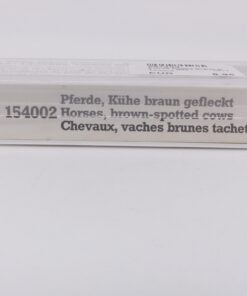 154002 Pferde, Kühe braun gefleckt
Horses, brown-spotted cows
Chevaux, vaches brunes tachet